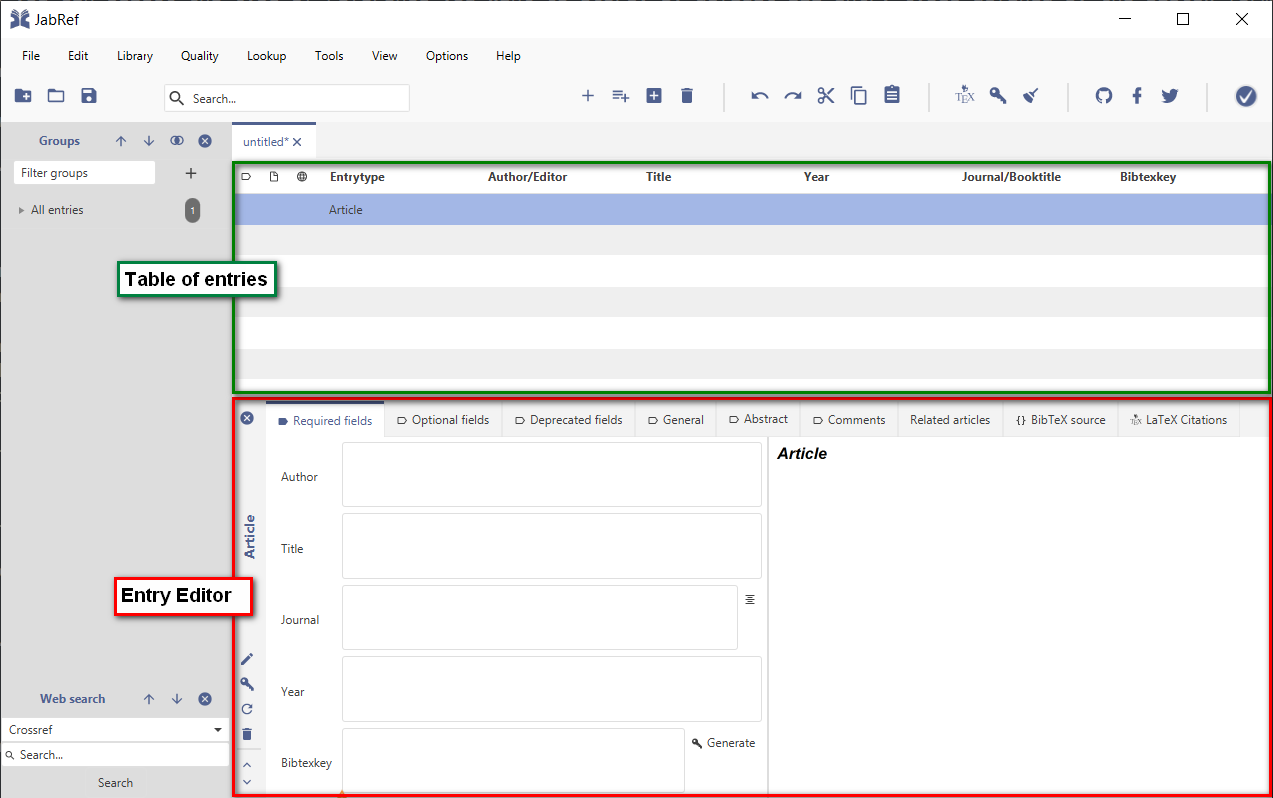 JabRef
File Edit Library Quality Lookup Tools View Options Help
Search...
TEX
Groups
untitled*
Filter groups
Entrytype Author/Editor Title Year Journal/Booktitle Bibtexkey
All entries 1
Article
Table of entries
Required fields Optional fields Deprecated fields General Abstract Comments Related articles {} BibTeX source LaTeX Citations
Article
Author
Title
Article
Entry Editor
Journal
Year
Web search
Crossref
Search...
Generate
Bibtexkey
Search